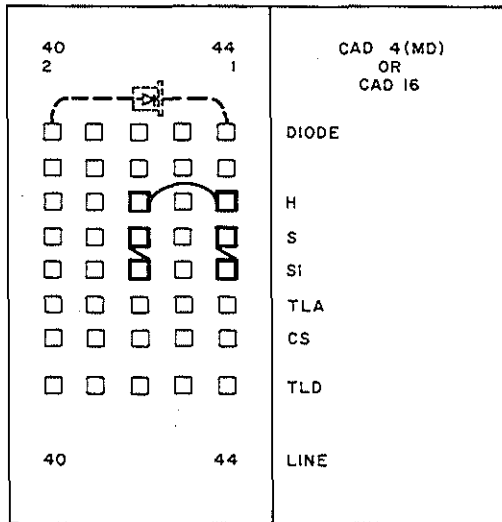 40 44 CAD 4(MD)
2 1 OR
CAD 16
DIODE
H
S
S1
TLA
CS
TLD
40 44 LINE